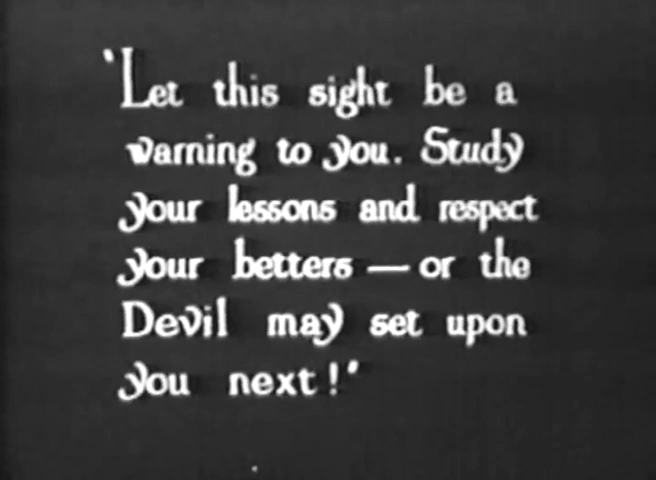 'Let this sight be a
warning to you. Study
your lessons and respect
your betters — or the
Devil may set upon
you next!'